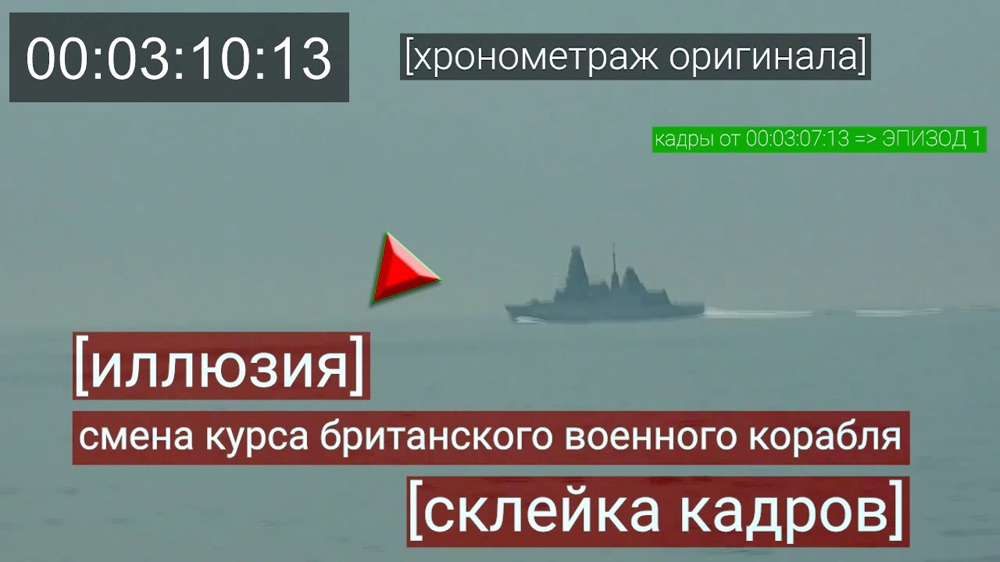 00:03:10:13
[хронометраж оригинала]
кадры от 00:03:07:13 => ЭПИЗОД 1
[иллюзия]
смена курса британского военного корабля
[склейка кадров]